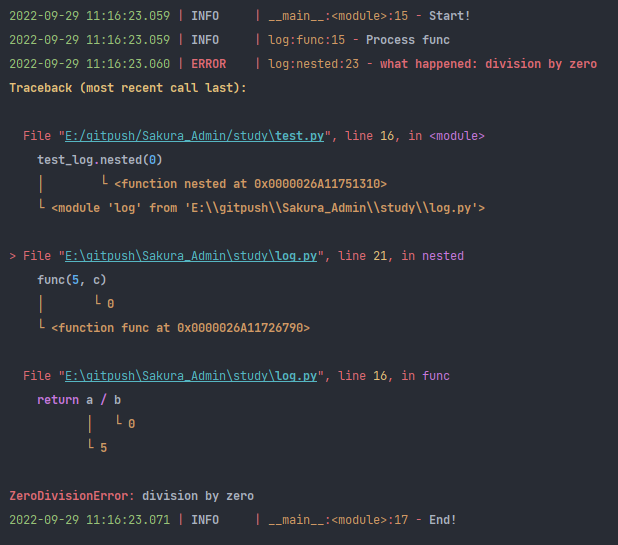 2022-09-29 11:16:23.059 | INFO     | __main__:<module>:15 - Start!
2022-09-29 11:16:23.059 | INFO     | log:func:15 - Process func
2022-09-29 11:16:23.060 | ERROR    | log:nested:23 - what happened: division by zero
Traceback (most recent call last):

  File "E:/gitpush/Sakura_Admin/study\test.py", line 16, in <module>
    test_log.nested(0)
    │        └ <function nested at 0x0000026A11751310>
    └ <module 'log' from 'E:\\gitpush\\Sakura_Admin\\study\\log.py'>

> File "E:\gitpush\Sakura_Admin\study\log.py", line 21, in nested
    func(5, c)
    │       └ 0
    └ <function func at 0x0000026A11726790>

  File "E:\gitpush\Sakura_Admin\study\log.py", line 16, in func
    return a / b
           │   └ 0
           └ 5

ZeroDivisionError: division by zero
2022-09-29 11:16:23.071 | INFO     | __main__:<module>:17 - End!